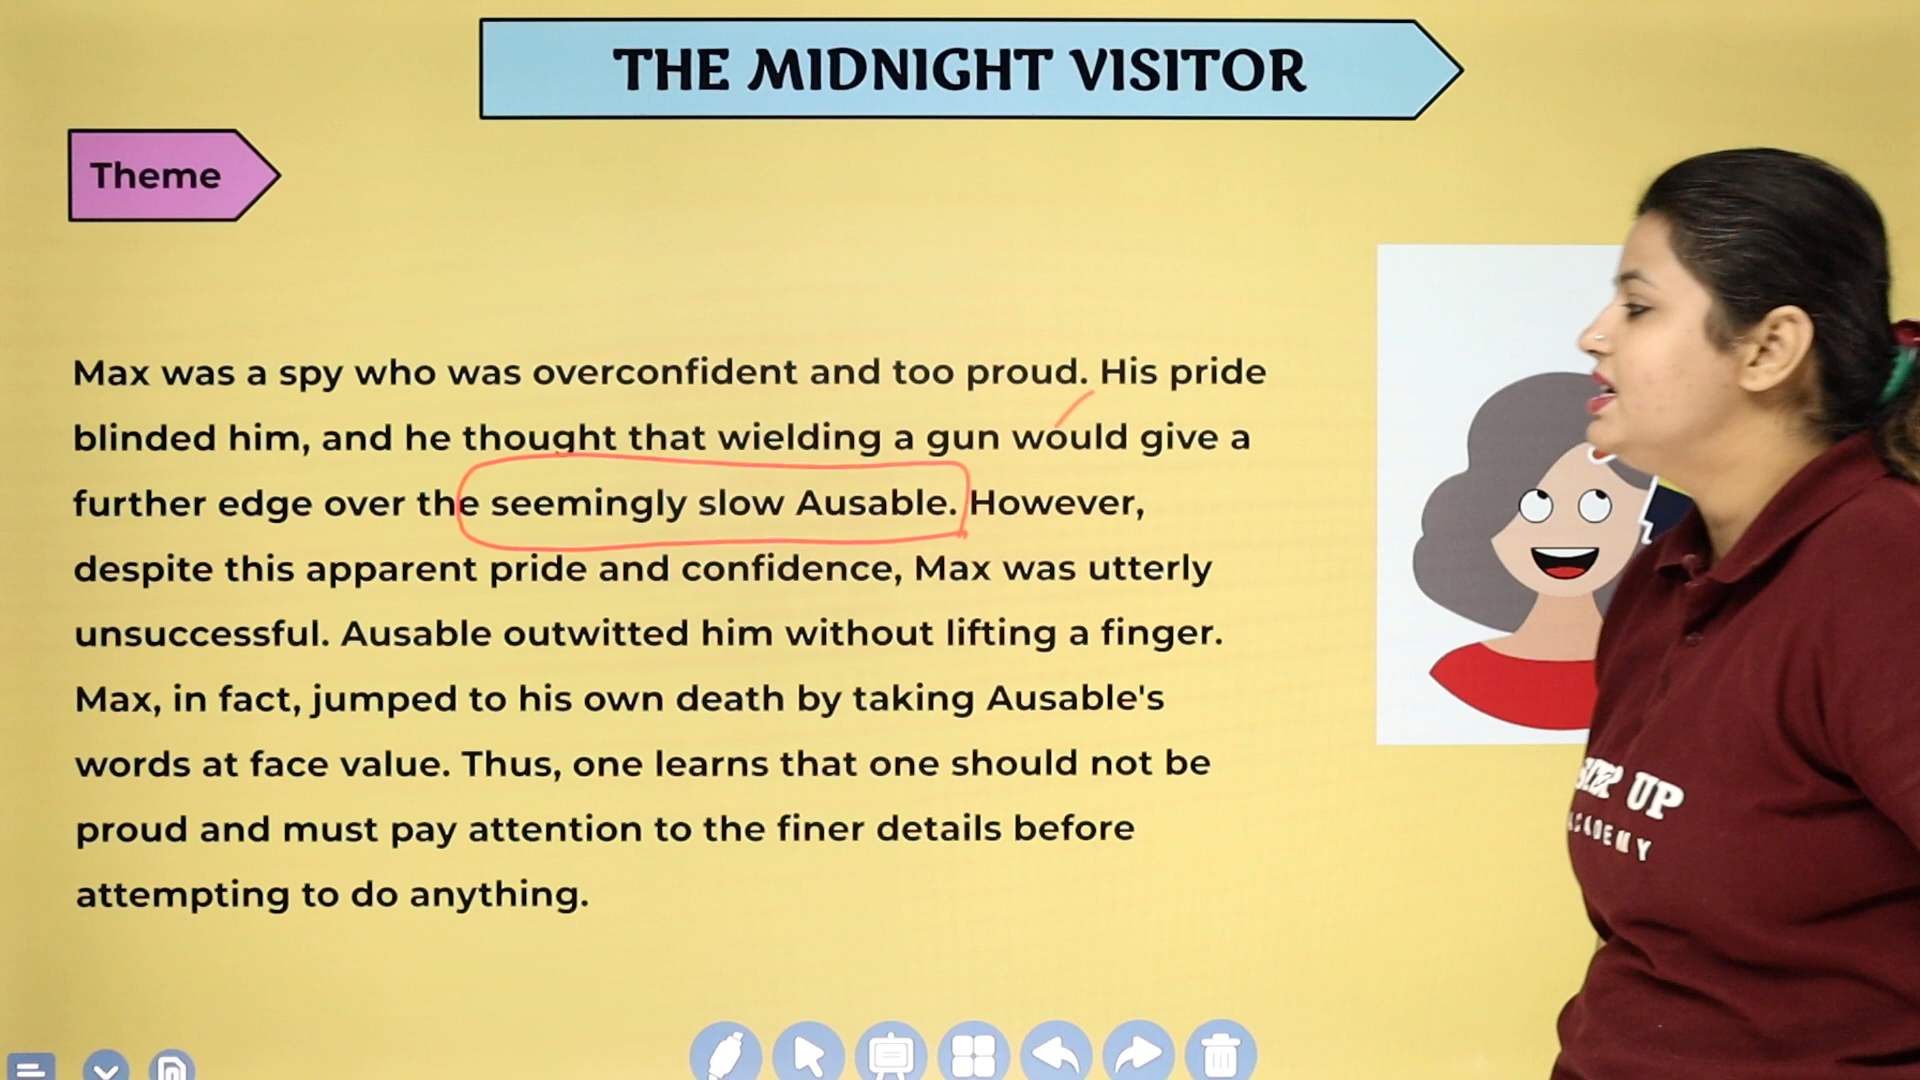 THE MIDNIGHT VISITOR
Theme
Max was a spy who was overconfident and too proud. His pride
blinded him, and he thought that wielding a gun would give a
further edge over the seemingly slow Ausable. However,
despite this apparent pride and confidence, Max was utterly
unsuccessful. Ausable outwitted him without lifting a finger.
Max, in fact, jumped to his own death by taking Ausable's
words at face value. Thus, one learns that one should not be
proud and must pay attention to the finer details before
attempting to do anything.
UP